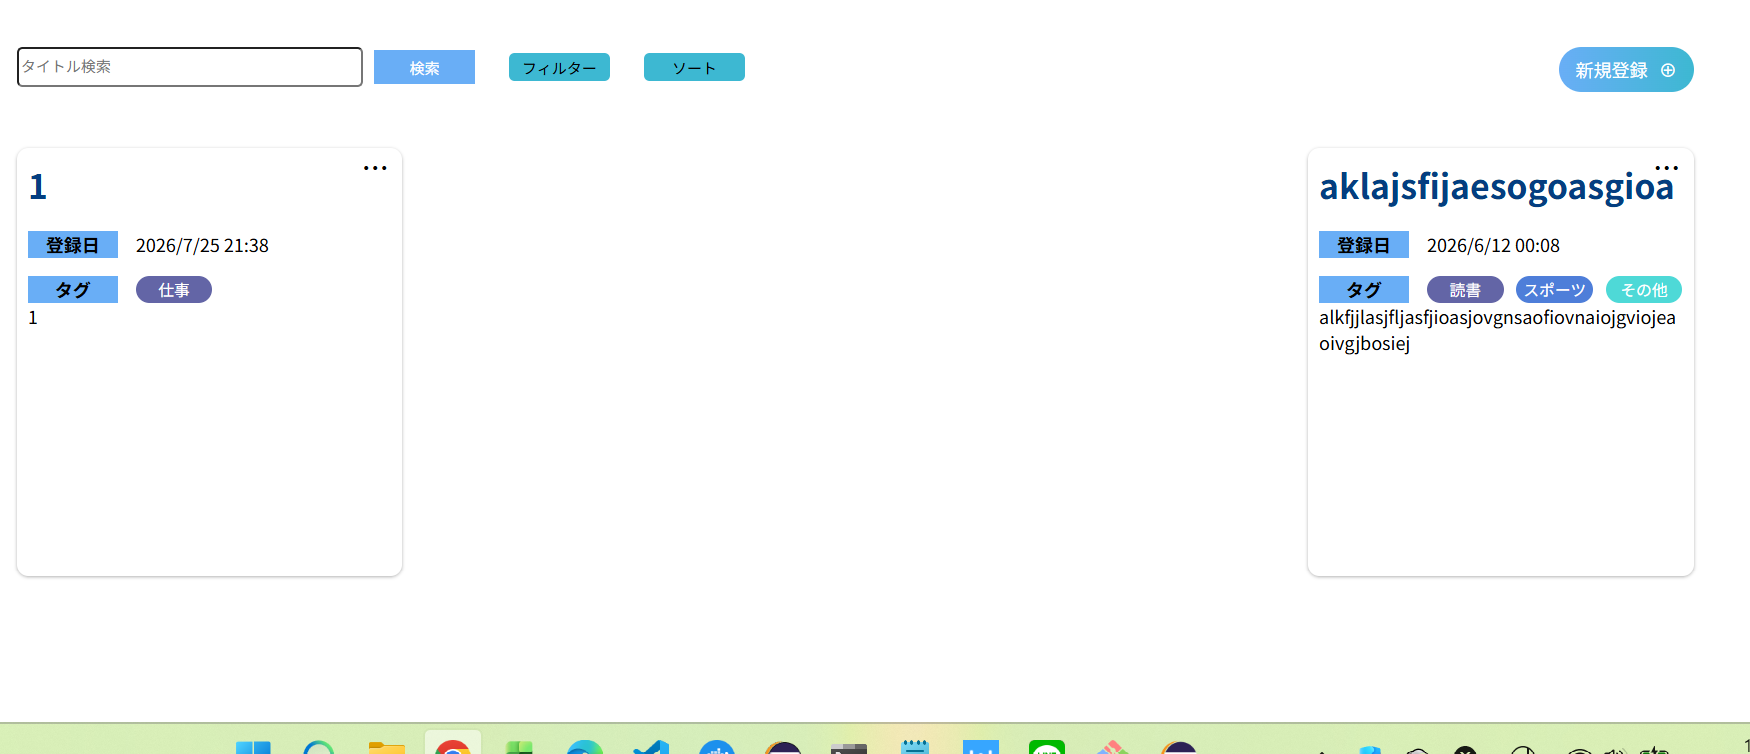 タイトル検索 検索 フィルター ソート 新規登録 ⊕
1 ...
登録日 2026/7/25 21:38
タグ 仕事
1
aklajsfijaesogoasgioa ...
登録日 2026/6/12 00:08
タグ 読書 スポーツ その他
alkfjjlasjfljasfjioasjovgnsaofiovnaiojgviojea
oivgjbosiej